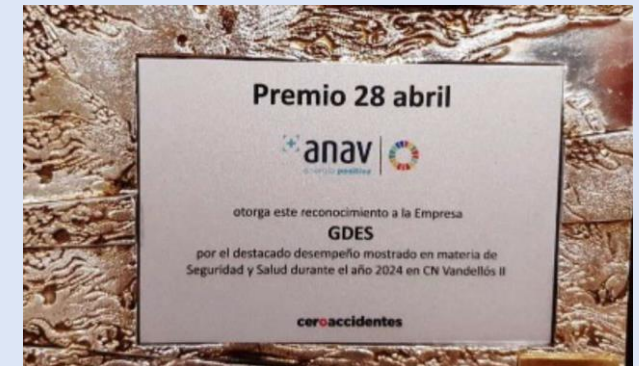 Premio 28 abril
anav
energía positiva
otorga este reconocimiento a la Empresa
GDES
por el destacado desempeño mostrado en materia de
Seguridad y Salud durante el año 2024 en CN Vandellós II
ceroaccidentes